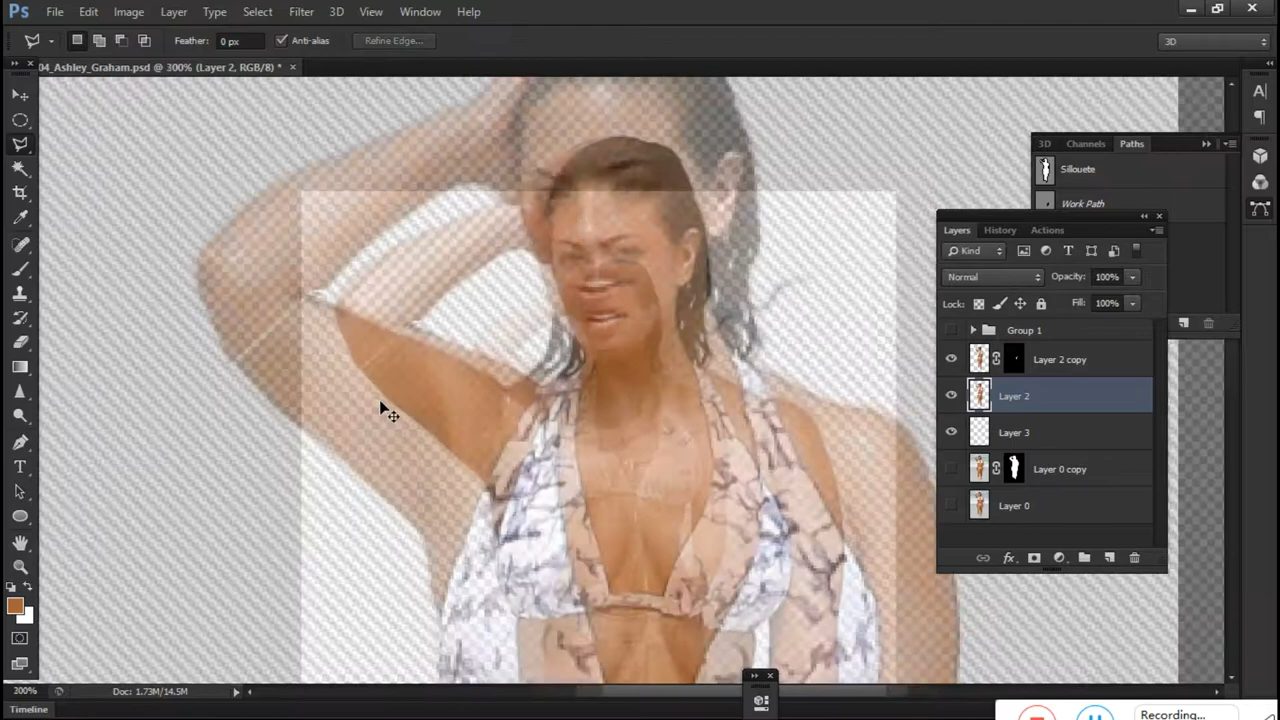 Ps File Edit Image Layer Type Select Filter 3D View Window Help
Feather: 0 px Anti-alias Refine Edge... 3D
04_Ashley_Graham.psd @ 300% (Layer 2, RGB/8) * ×
3D Channels Paths
Sillouete
Work Path
Layers History Actions
Kind
Normal Opacity: 100%
Lock: Fill: 100%
Group 1
Layer 2 copy
Layer 2
Layer 3
Layer 0 copy
Layer 0
200% Doc: 1.73M/14.5M
Timeline
Recording...